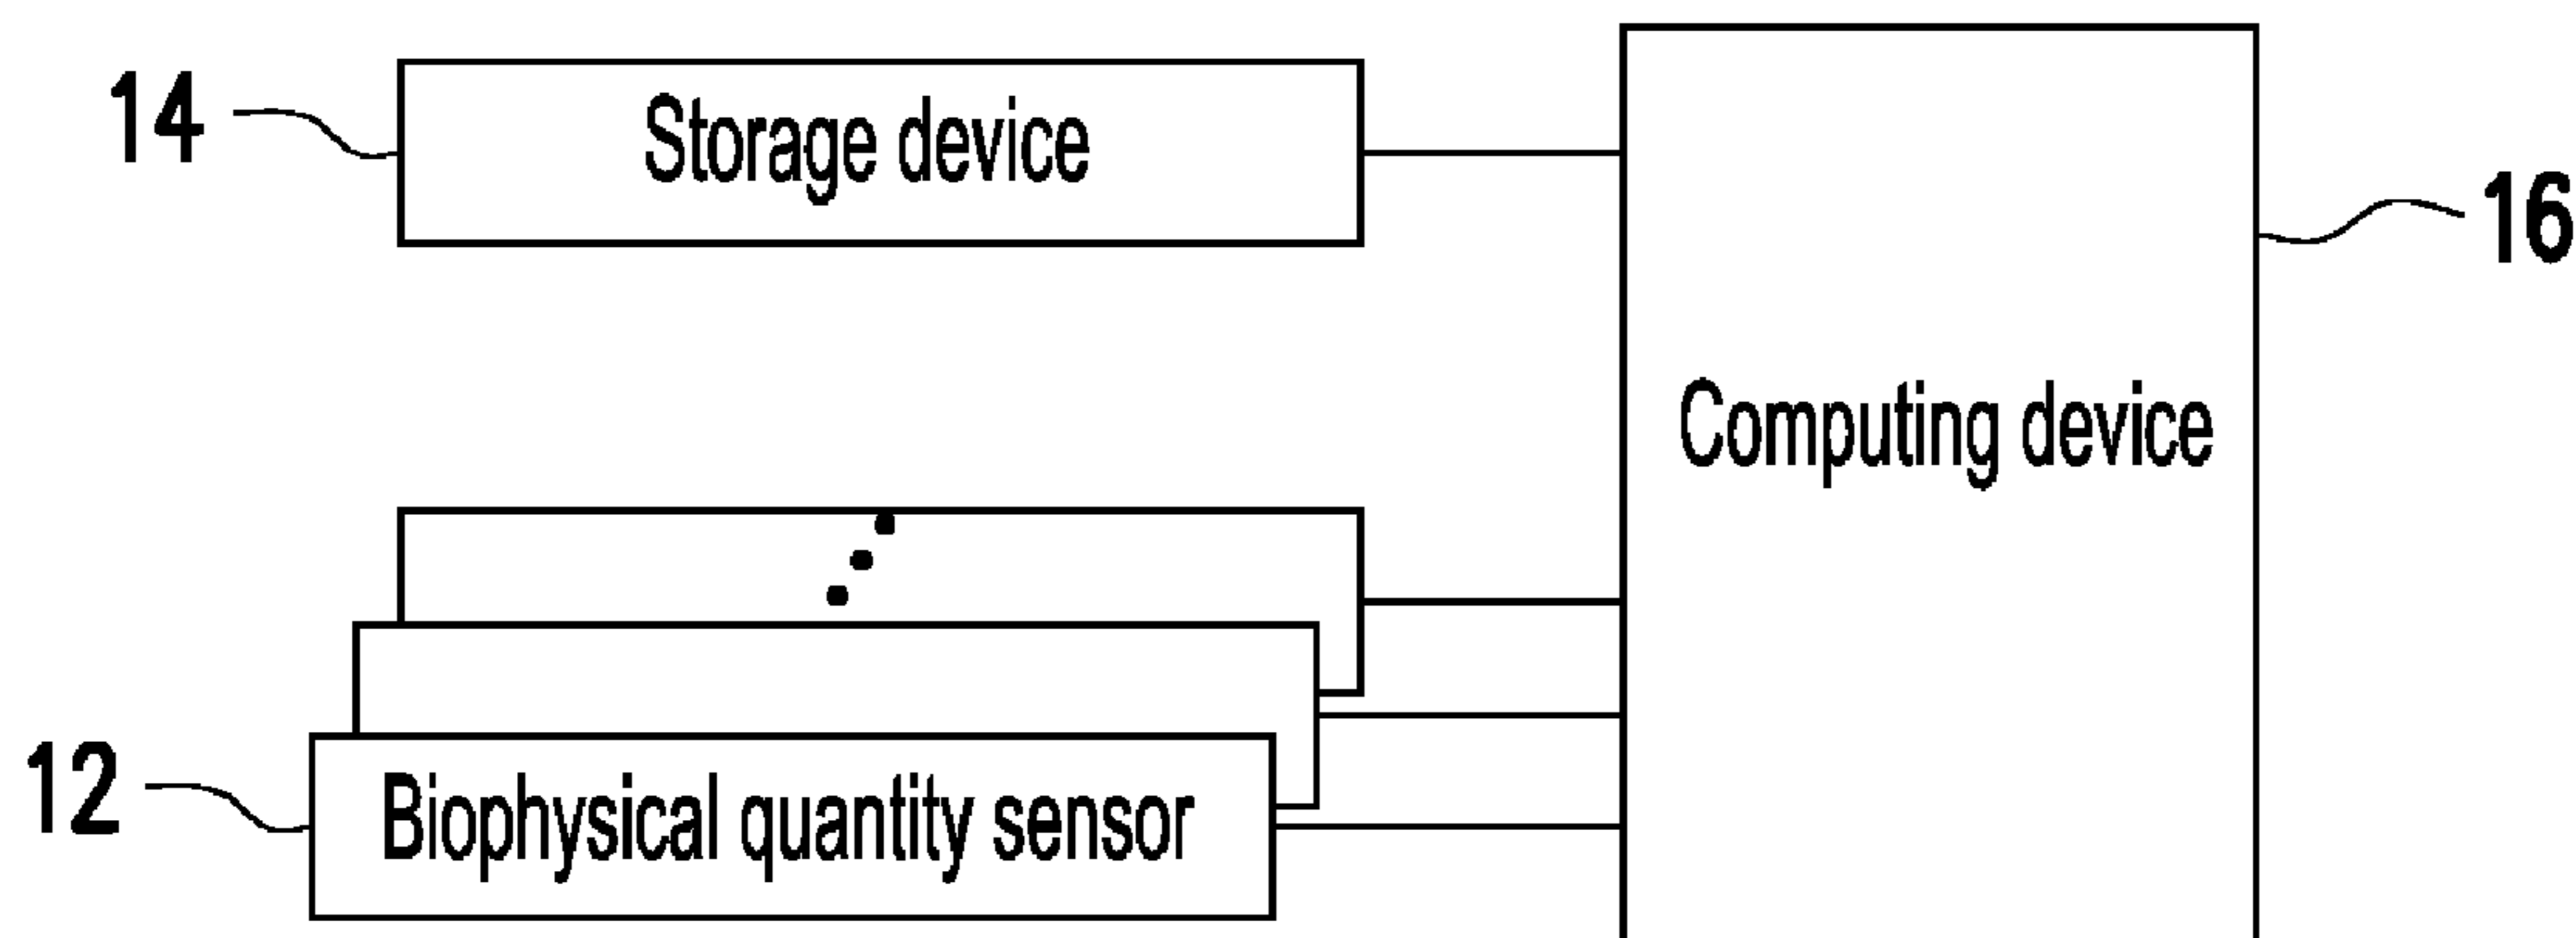 14
Storage device
16
Computing device
12
Biophysical quantity sensor